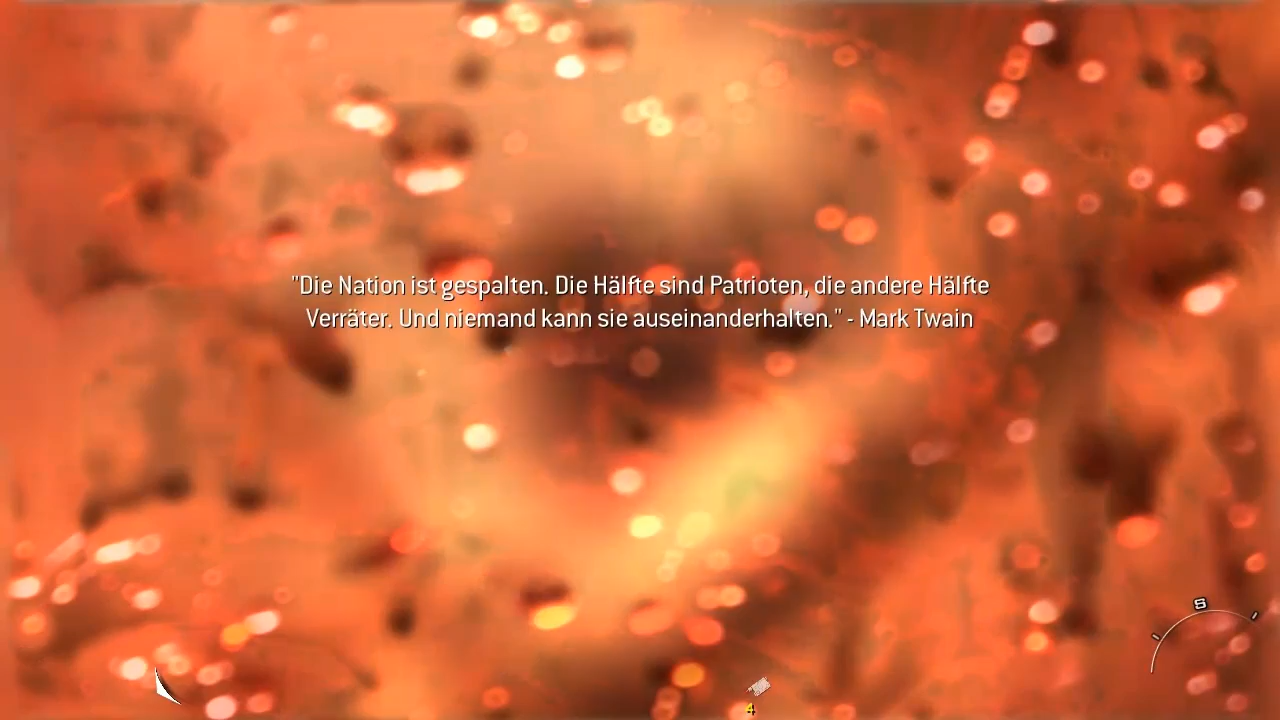 "Die Nation ist gespalten. Die Hälfte sind Patrioten, die andere Hälfte
Verräter. Und niemand kann sie auseinanderhalten." - Mark Twain
S
4